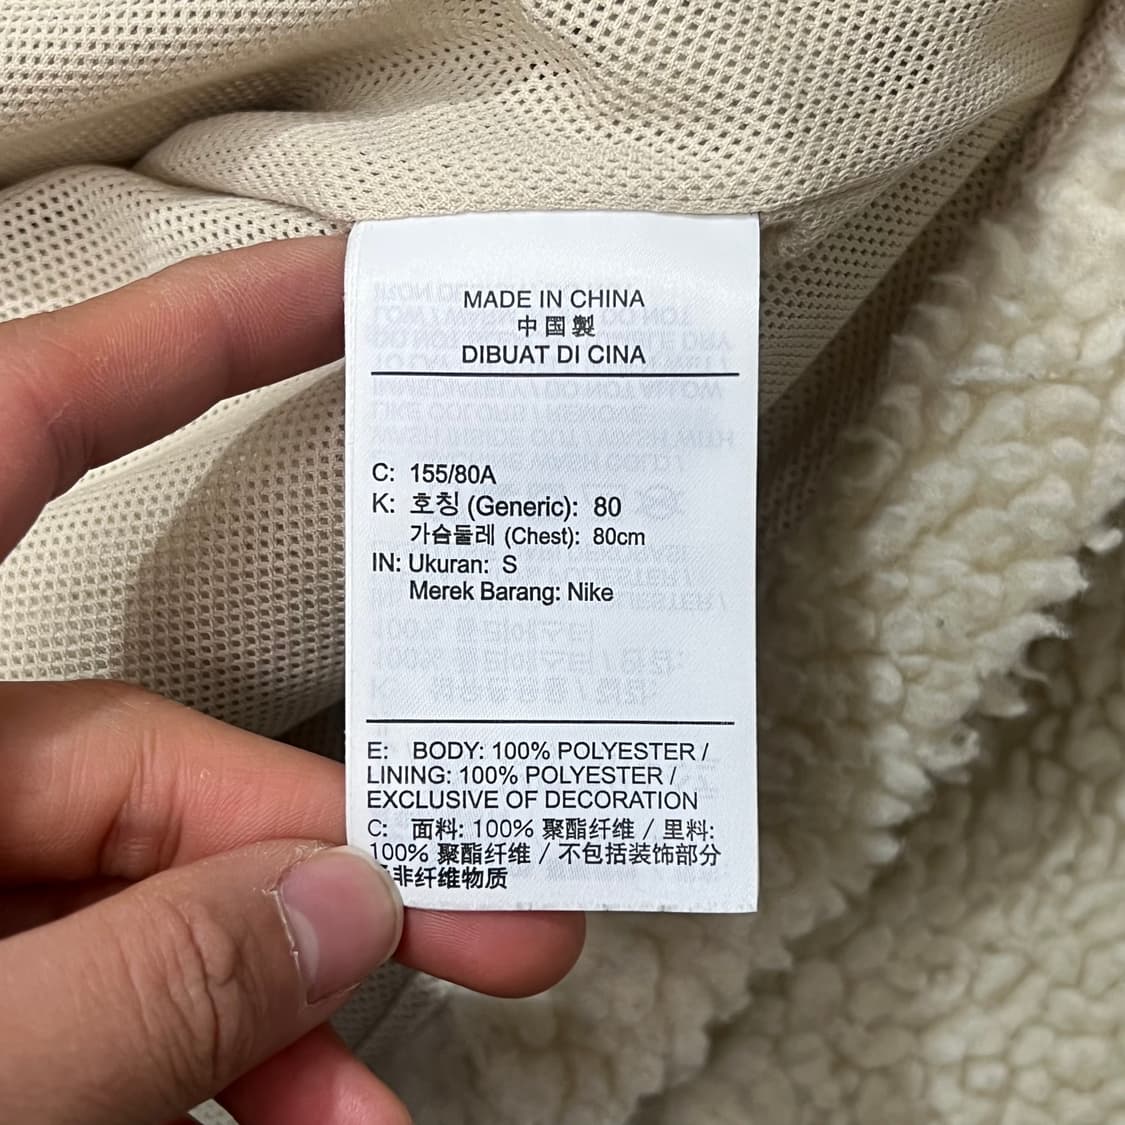 MADE IN CHINA
中国製
DIBUAT DI CINA
C: 155/80A
K: 호칭 (Generic): 80
가슴둘레 (Chest): 80cm
IN: Ukuran: S
Merek Barang: Nike
E: BODY: 100% POLYESTER /
LINING: 100% POLYESTER /
EXCLUSIVE OF DECORATION
C: 面料: 100% 聚酯纤维 / 里料:
100% 聚酯纤维 / 不包括装饰部分
非纤维物质